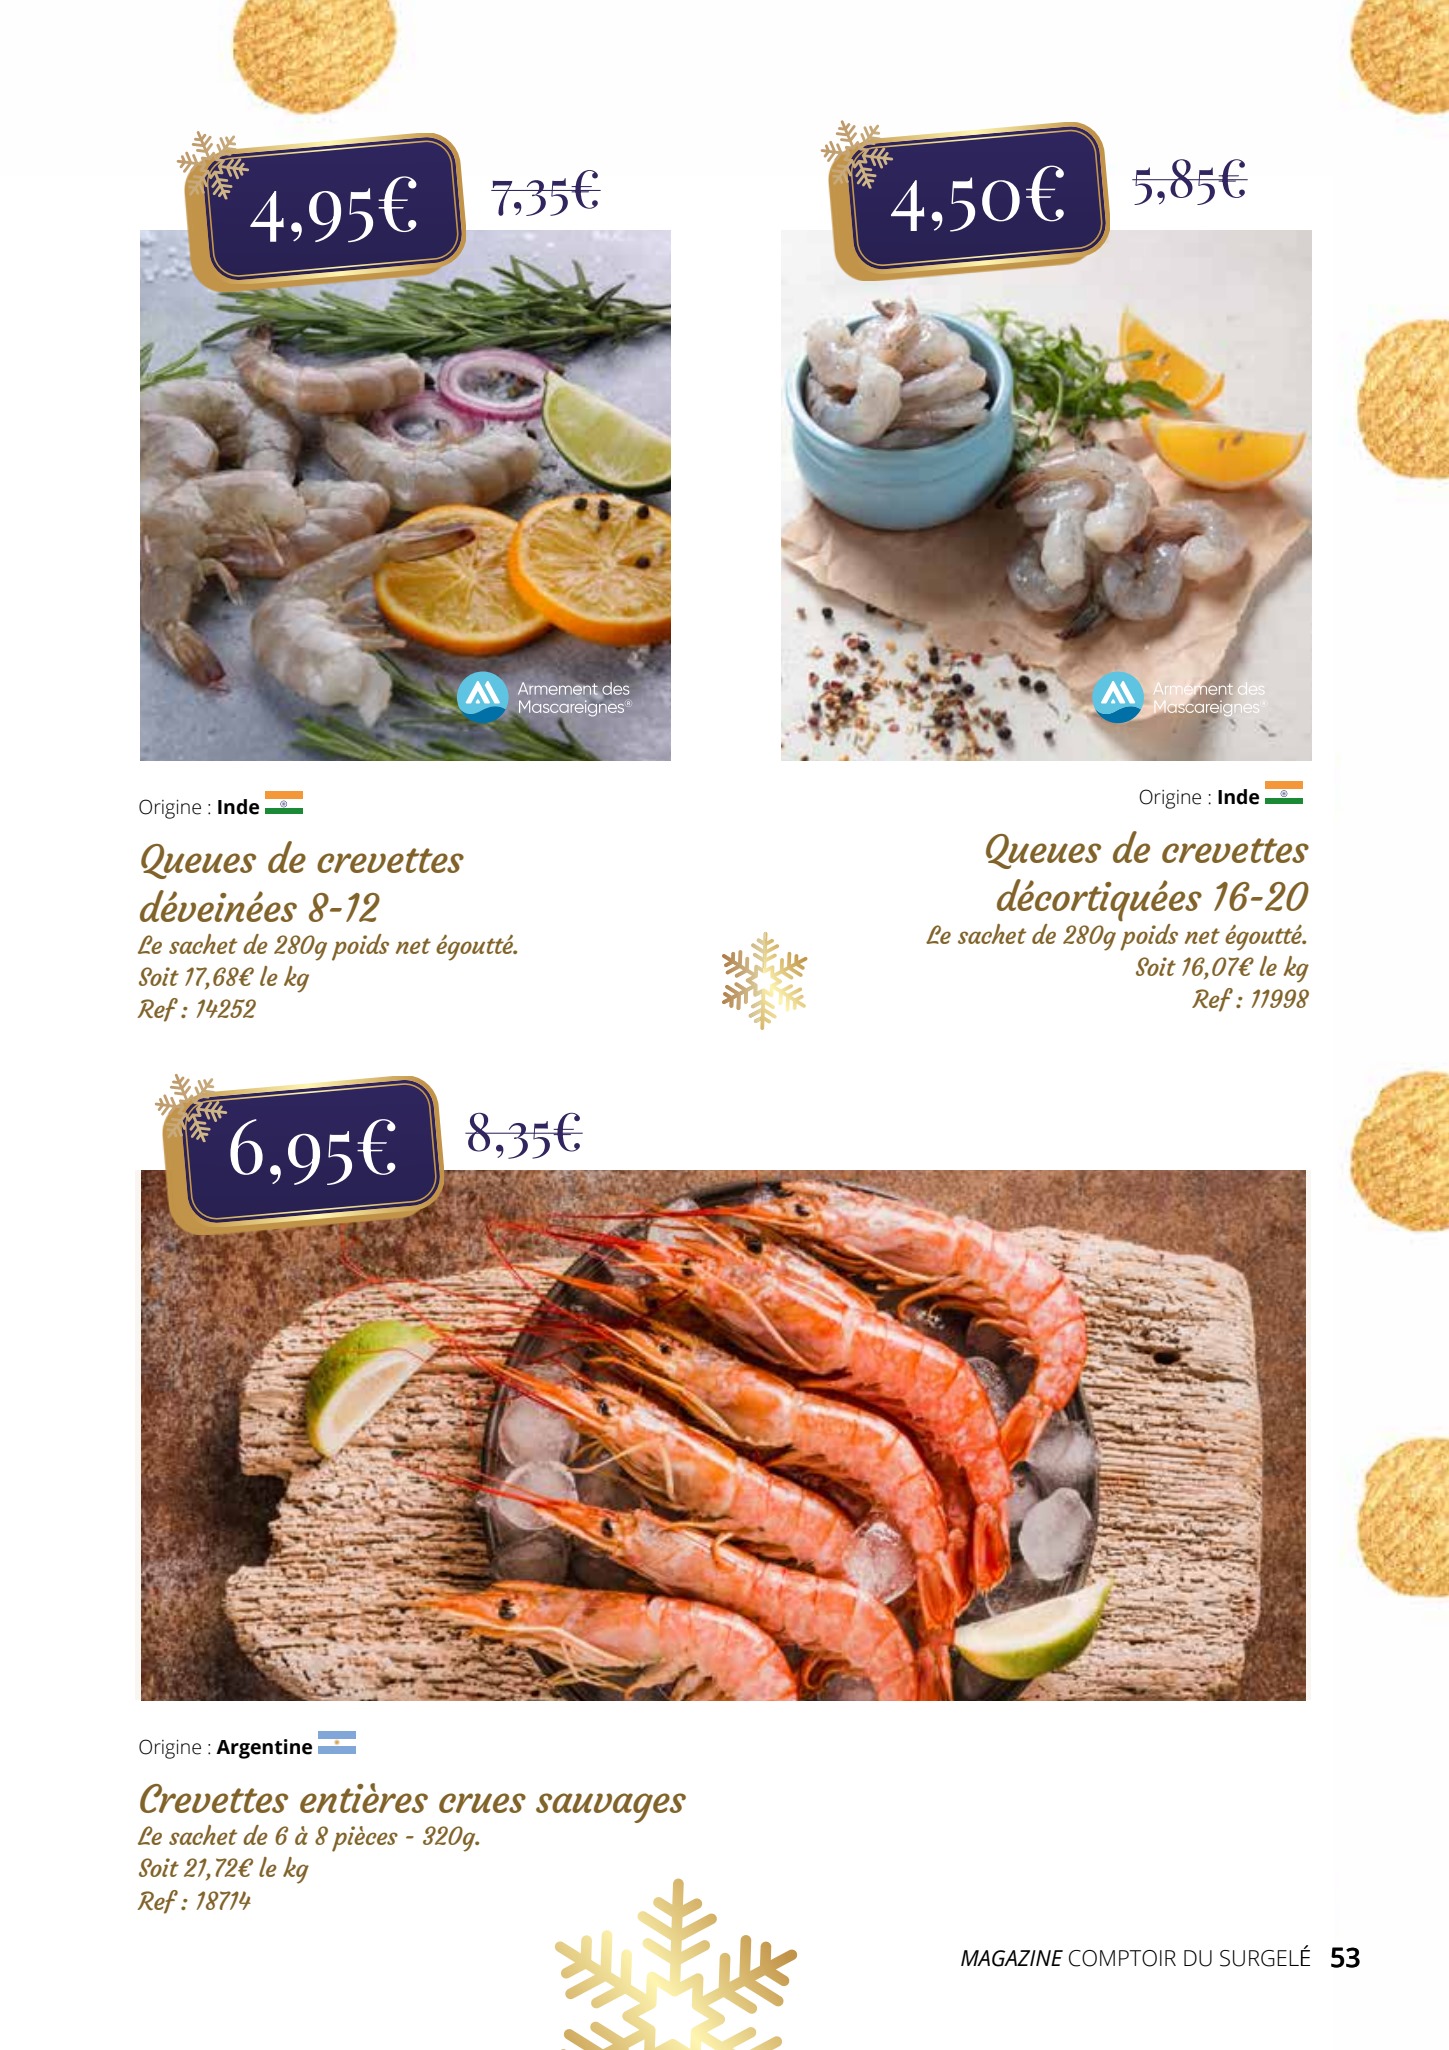 4,95€
7,35€
Armement des
Mascareignes®
Origine : Inde
Queues de crevettes
déveinées 8-12
Le sachet de 280g poids net égoutté.
Soit 17,68€ le kg
Ref : 14252
4,50€
5,85€
Armement des
Mascareignes®
Origine : Inde
Queues de crevettes
décortiquées 16-20
Le sachet de 280g poids net égoutté.
Soit 16,07€ le kg
Ref : 11998
6,95€
8,35€
Origine : Argentine
Crevettes entières crues sauvages
Le sachet de 6 à 8 pièces - 320g.
Soit 21,72€ le kg
Ref : 18714
MAGAZINE COMPTOIR DU SURGELÉ 53